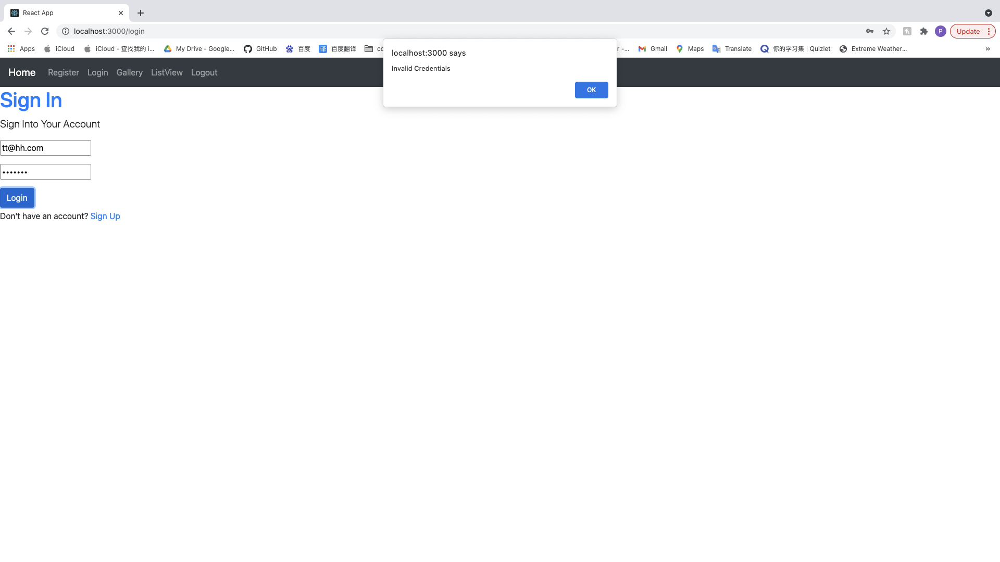 React App
localhost:3000/login
P
Update
Apps
iCloud
iCloud - 查找我的 i...
My Drive - Google...
GitHub
百度
译 百度翻译
Gmail
Maps
Translate
你的学习集 | Quizlet
Extreme Weather...
»
localhost:3000 says
Invalid Credentials
OK
Home
Register
Login
Gallery
ListView
Logout
Sign In
Sign Into Your Account
tt@hh.com
•••••••
Login
Don't have an account? Sign Up